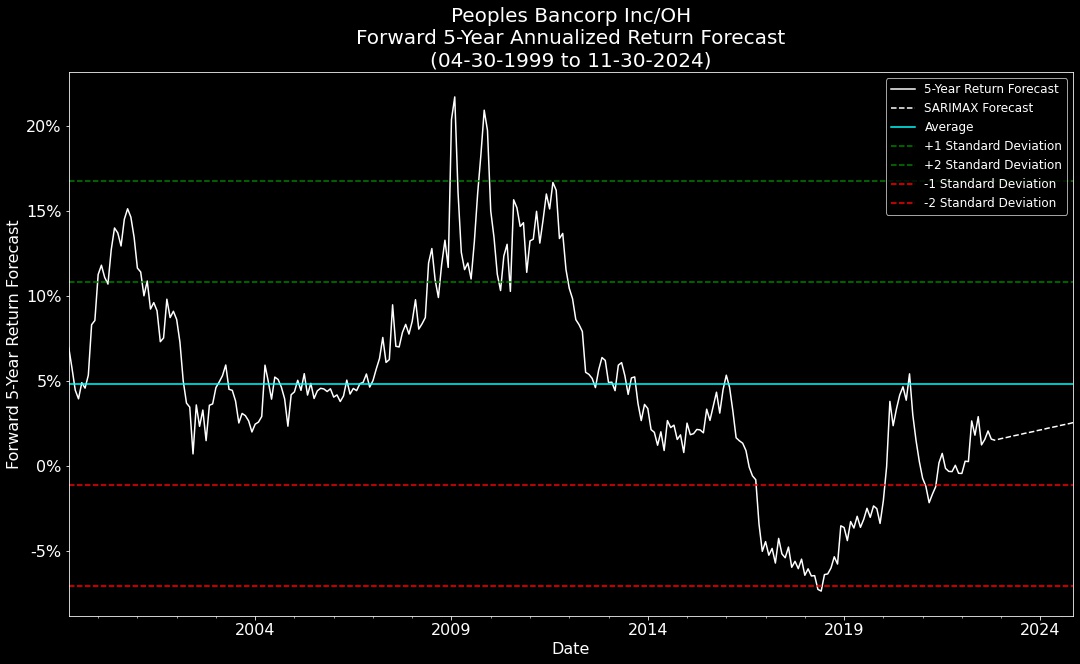 Peoples Bancorp Inc/OH
Forward 5-Year Annualized Return Forecast
(04-30-1999 to 11-30-2024)
5-Year Return Forecast
SARIMAX Forecast
Average
+1 Standard Deviation
+2 Standard Deviation
-1 Standard Deviation
-2 Standard Deviation
Forward 5-Year Return Forecast
20%
15%
10%
5%
0%
-5%
2004 2009 2014 2019 2024
Date